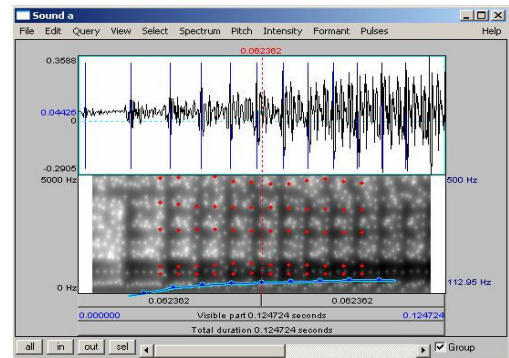 Sound a
File Edit Query View Select Spectrum Pitch Intensity Formant Pulses Help
0.062362
0.3588
0.04426
0
-0.2905
5000 Hz 500 Hz
112.95 Hz
0 Hz
0.062362 0.062362
0.000000 Visible part 0.124724 seconds 0.124724
Total duration 0.124724 seconds
all in out sel Group